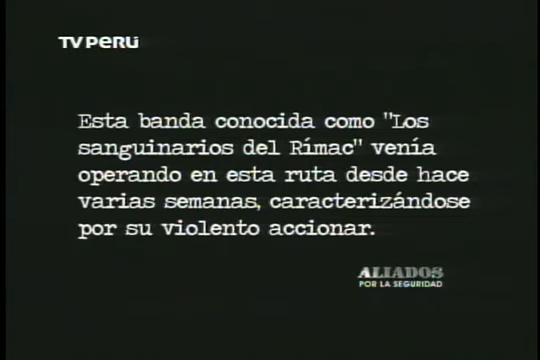 TV PERU
Esta banda conocida como "Los
sanguinarios del Rímac" venía
operando en esta ruta desde hace
varias semanas, caracterizándose
por su violento accionar.
ALIADOS
POR LA SEGURIDAD